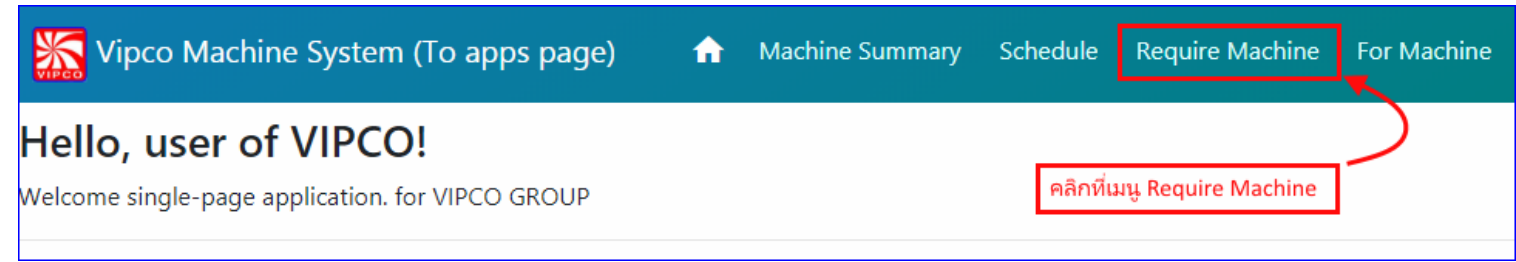 VIPCO
Vipco Machine System (To apps page)
Machine Summary
Schedule
Require Machine
For Machine
Hello, user of VIPCO!
Welcome single-page application. for VIPCO GROUP
คลิกที่เมนู Require Machine